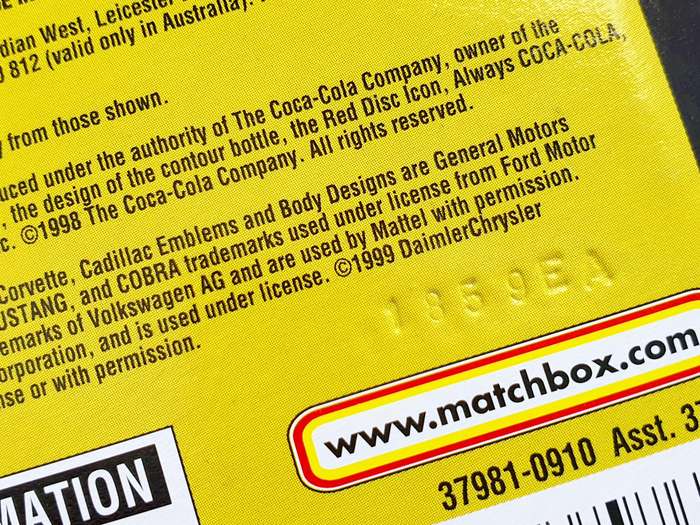 dian West, Leicester
812 (valid only in Australia).
from those shown.
uced under the authority of The Coca-Cola Company, owner of the
, the design of the contour bottle, the Red Disc Icon, Always COCA-COLA,
c. ©1998 The Coca-Cola Company. All rights reserved.
Corvette, Cadillac Emblems and Body Designs are General Motors
USTANG, and COBRA trademarks used under license from Ford Motor
emarks of Volkswagen AG and are used by Mattel with permission.
orporation, and is used under license. ©1999 DaimlerChrysler
nse or with permission.
1859EA
www.matchbox.com
37981-0910 Asst. 37
MATION